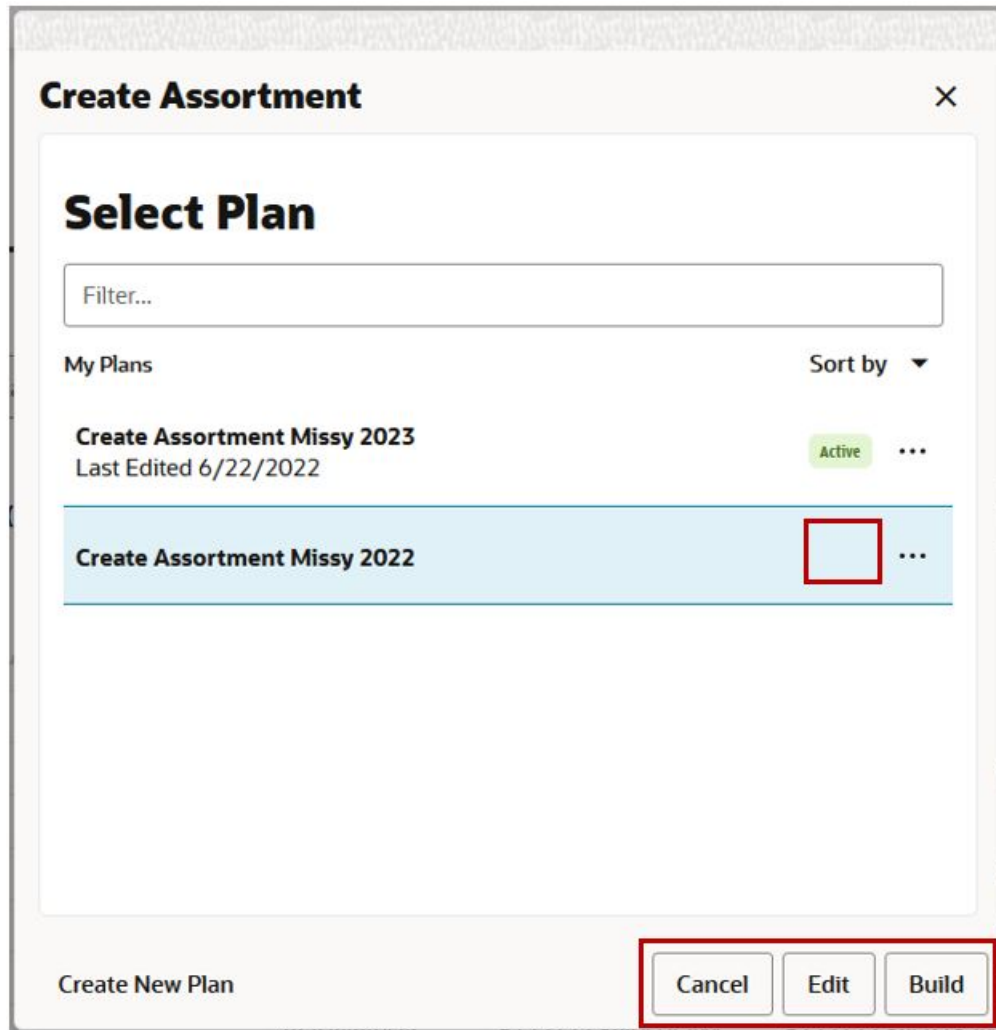 Create Assortment
Select Plan
Filter...
My Plans Sort by
Create Assortment Missy 2023
Last Edited 6/22/2022
Active ...
Create Assortment Missy 2022 ...
Create New Plan Cancel Edit Build